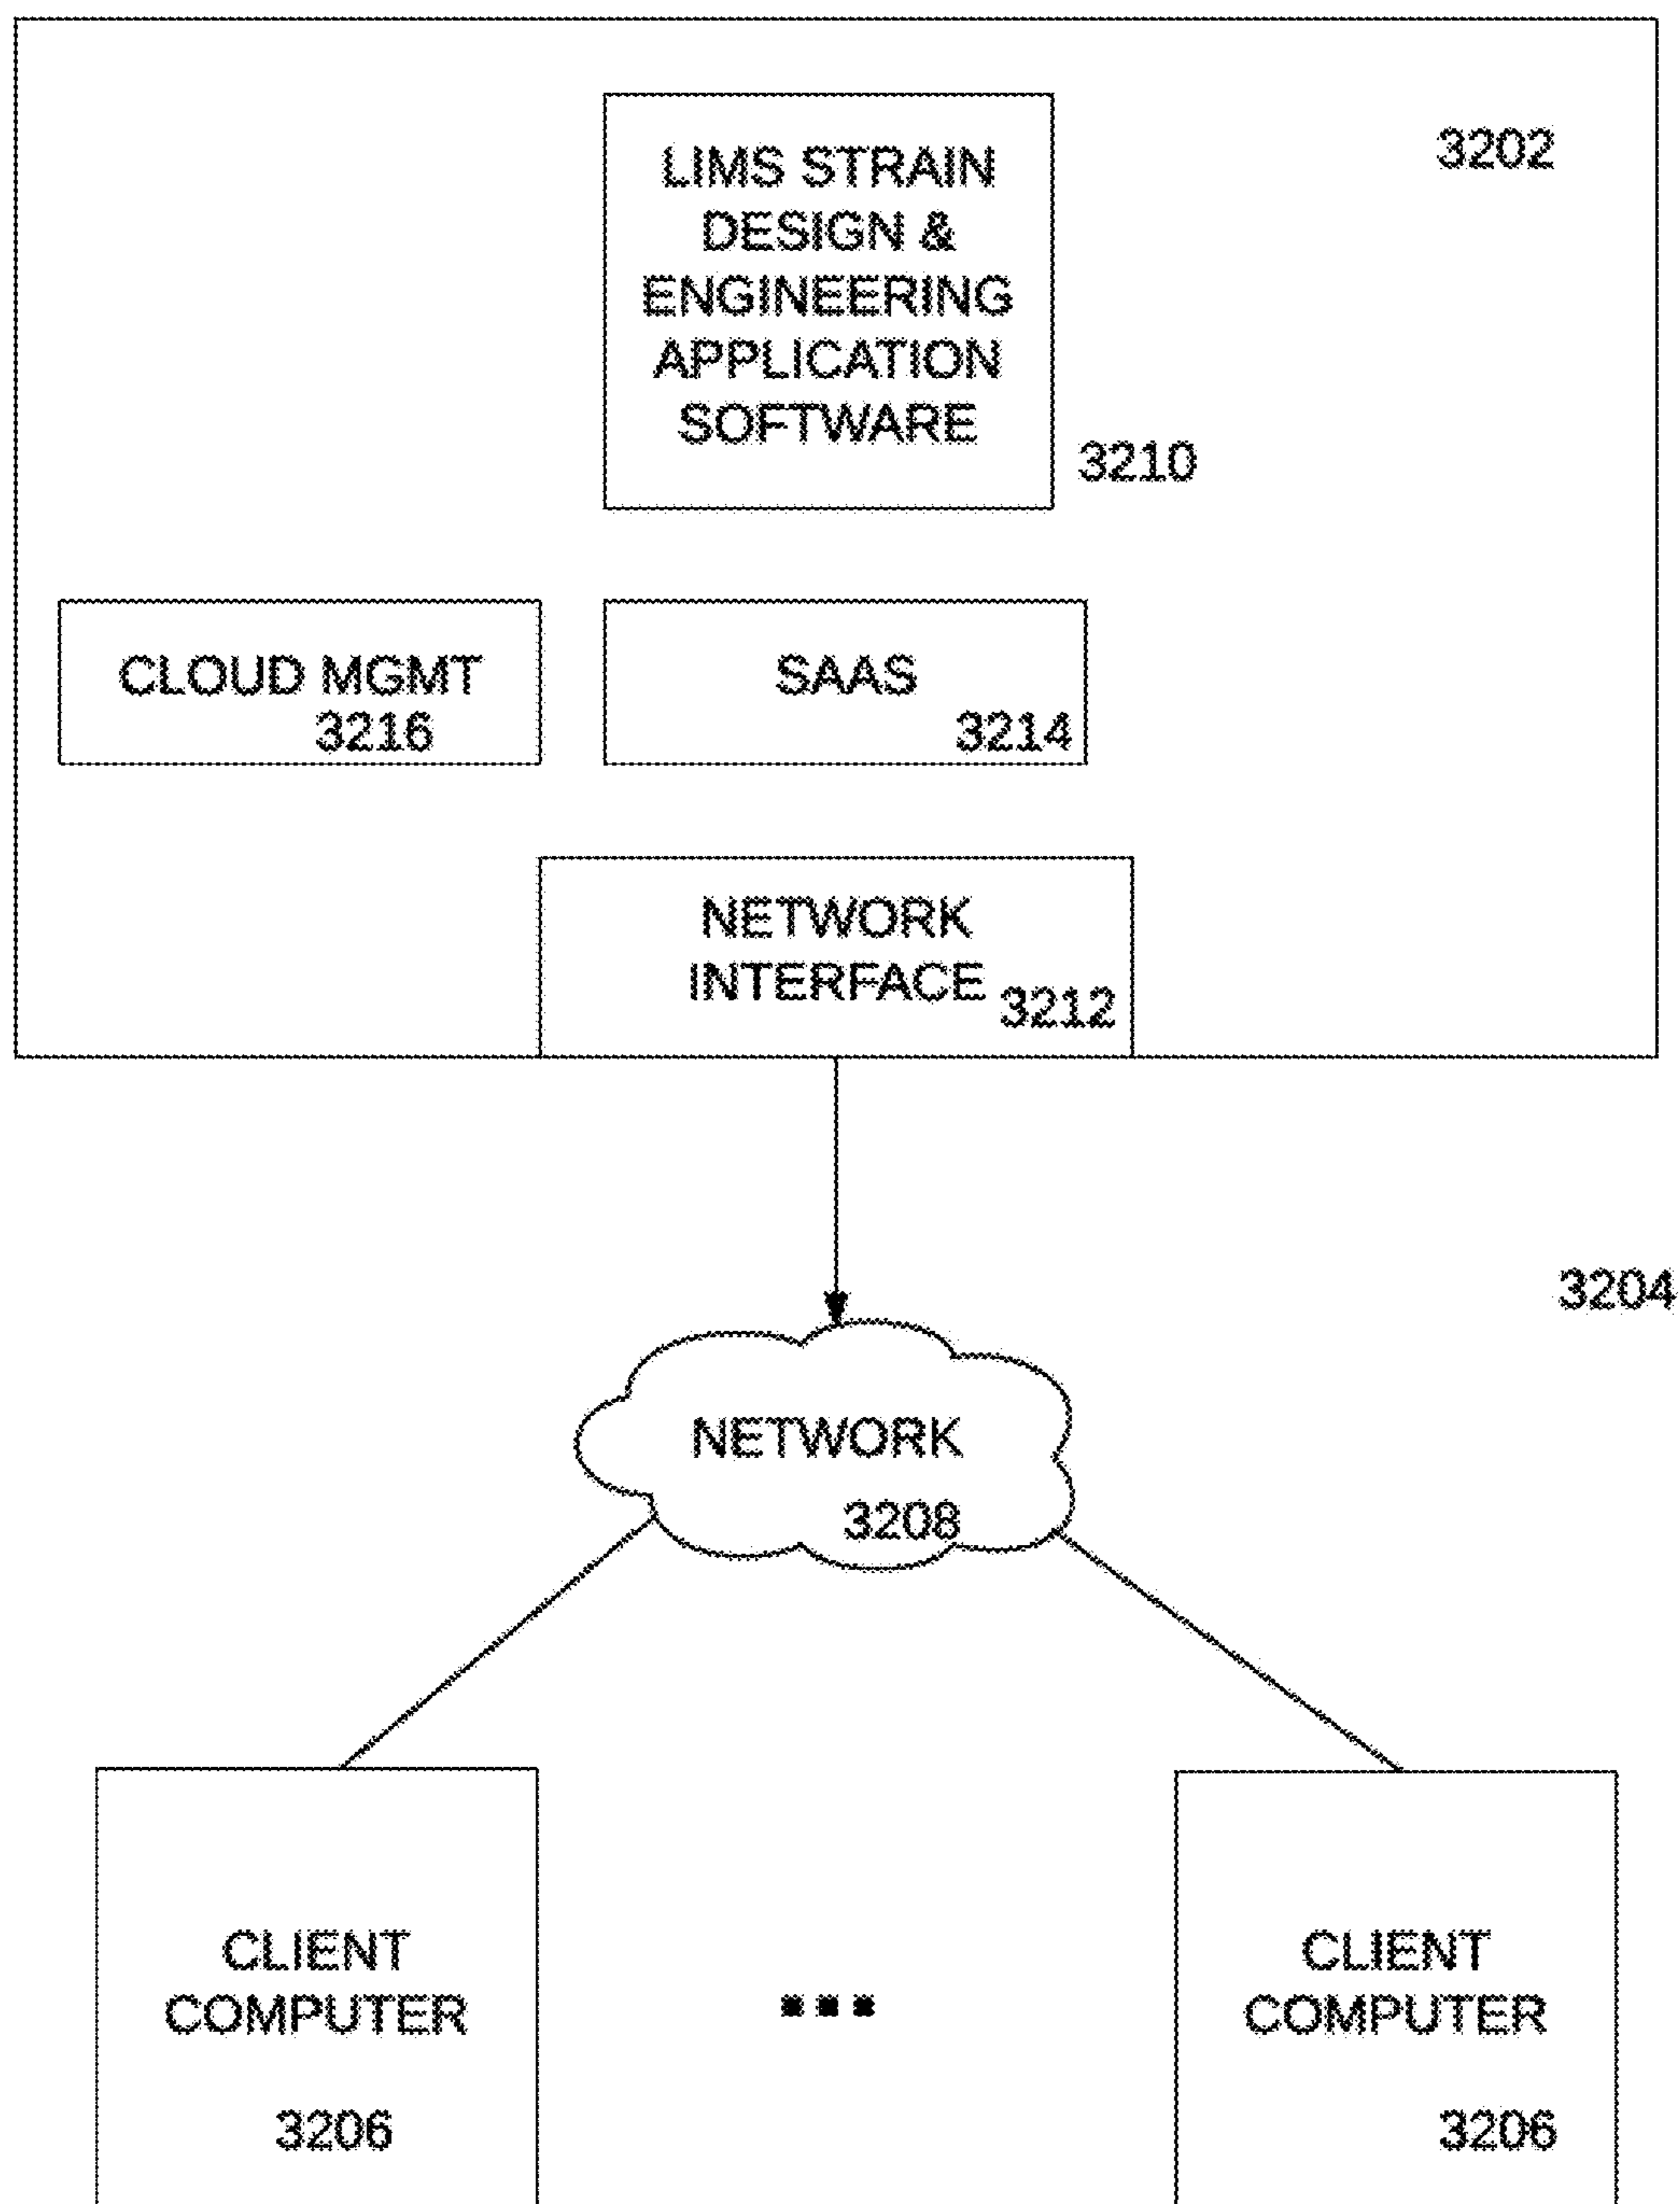 3202
LIMS STRAIN
DESIGN &
ENGINEERING
APPLICATION
SOFTWARE
3210
CLOUD MGMT
3216
SAAS
3214
NETWORK
INTERFACE
3212
3204
NETWORK
3208
CLIENT
COMPUTER
3206
CLIENT
COMPUTER
3206